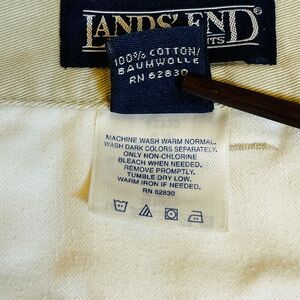 LANDS' END
100% COTTON/
BAUMWOLLE
RN 62830
MACHINE WASH WARM NORMAL.
WASH DARK COLORS SEPARATELY.
ONLY NON-CHLORINE
BLEACH WHEN NEEDED.
REMOVE PROMPTLY.
TUMBLE DRY LOW.
WARM IRON IF NEEDED.
RN 62830